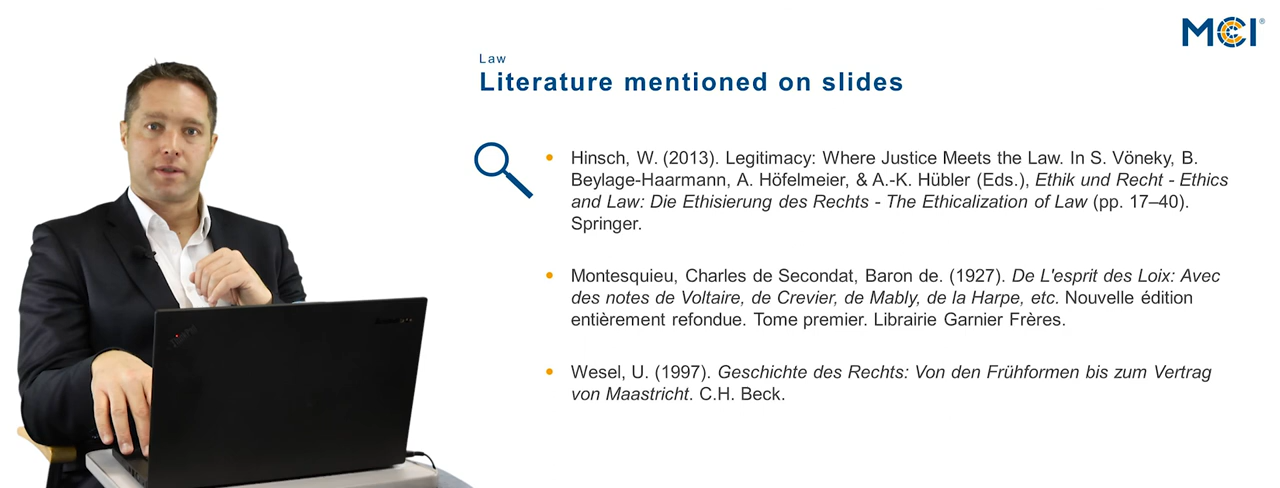 MCI®
Law
Literature mentioned on slides
• Hinsch, W. (2013). Legitimacy: Where Justice Meets the Law. In S. Vöneky, B.
Beylage-Haarmann, A. Höfelmeier, & A.-K. Hübler (Eds.), Ethik und Recht - Ethics
and Law: Die Ethisierung des Rechts - The Ethicalization of Law (pp. 17–40).
Springer.
• Montesquieu, Charles de Secondat, Baron de. (1927). De L'esprit des Loix: Avec
des notes de Voltaire, de Crevier, de Mably, de la Harpe, etc. Nouvelle édition
entièrement refondue. Tome premier. Librairie Garnier Frères.
• Wesel, U. (1997). Geschichte des Rechts: Von den Frühformen bis zum Vertrag
von Maastricht. C.H. Beck.
ThinkPad